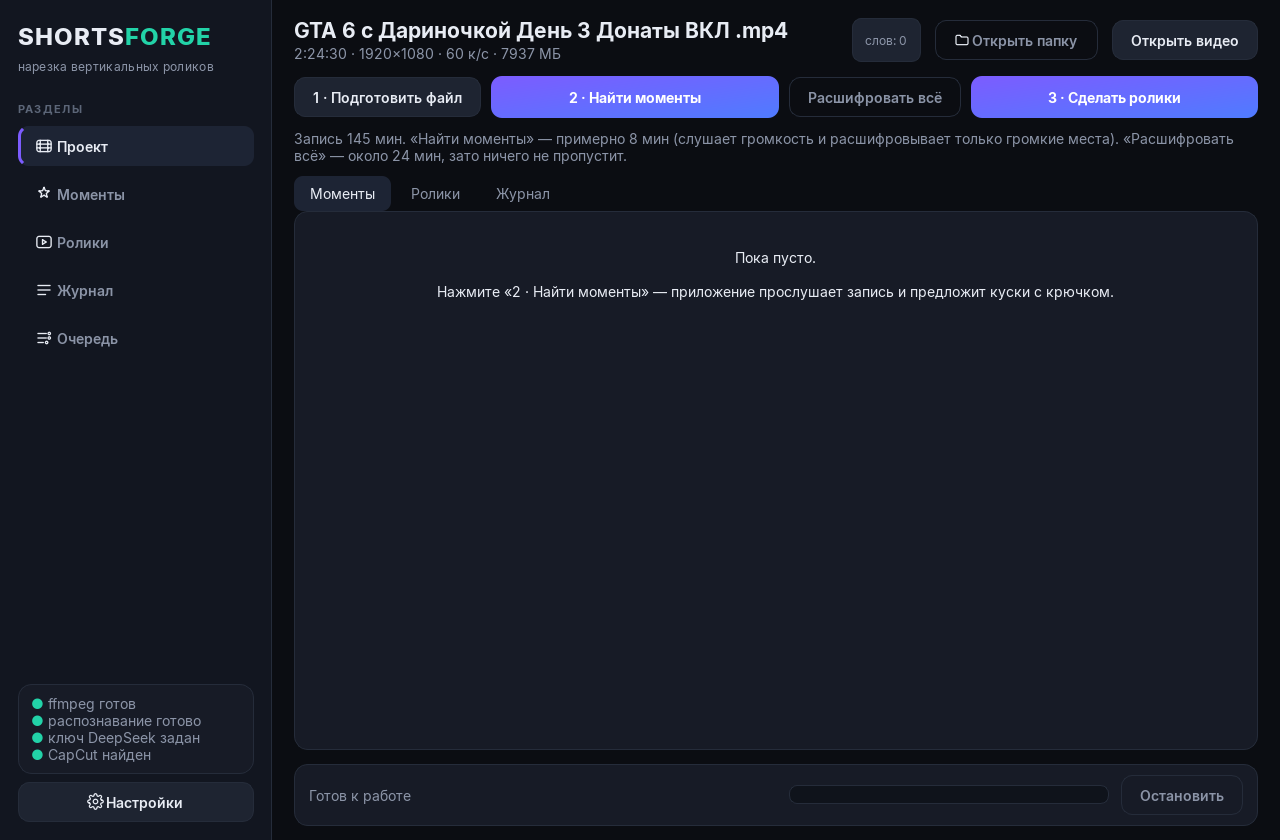 SHORTSFORGE
нарезка вертикальных роликов
РАЗДЕЛЫ
Проект
Моменты
Ролики
Журнал
Очередь
ffmpeg готов
распознавание готово
ключ DeepSeek задан
CapCut найден
Настройки
GTA 6 с Дариночкой День 3 Донаты ВКЛ .mp4
2:24:30 · 1920×1080 · 60 к/с · 7937 МБ
слов: 0
Открыть папку
Открыть видео
1 · Подготовить файл
2 · Найти моменты
Расшифровать всё
3 · Сделать ролики
Запись 145 мин. «Найти моменты» — примерно 8 мин (слушает громкость и расшифровывает только громкие места). «Расшифровать
всё» — около 24 мин, зато ничего не пропустит.
Моменты
Ролики
Журнал
Пока пусто.
Нажмите «2 · Найти моменты» — приложение прослушает запись и предложит куски с крючком.
Готов к работе
Остановить